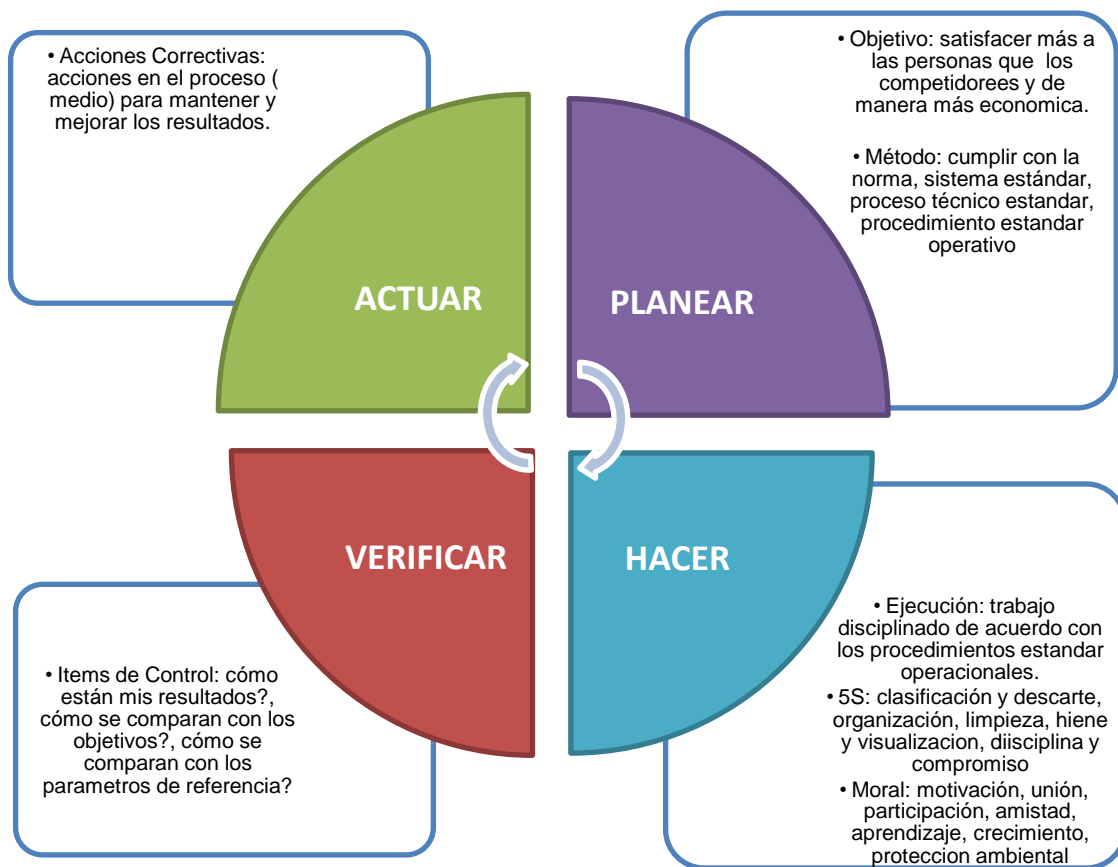 • Acciones Correctivas:
acciones en el proceso (
medio) para mantener y
mejorar los resultados.
• Objetivo: satisfacer más a
las personas que los
competidorees y de
manera más economica.
• Método: cumplir con la
norma, sistema estándar,
proceso técnico estandar,
procedimiento estandar
operativo
ACTUAR
PLANEAR
VERIFICAR
HACER
• Items de Control: cómo
están mis resultados?,
cómo se comparan con los
objetivos?, cómo se
comparan con los
parametros de referencia?
• Ejecución: trabajo
disciplinado de acuerdo con
los procedimientos estandar
operacionales.
• 5S: clasificación y descarte,
organización, limpieza, hiene
y visualizacion, diisciplina y
compromiso
• Moral: motivación, unión,
participación, amistad,
aprendizaje, crecimiento,
proteccion ambiental